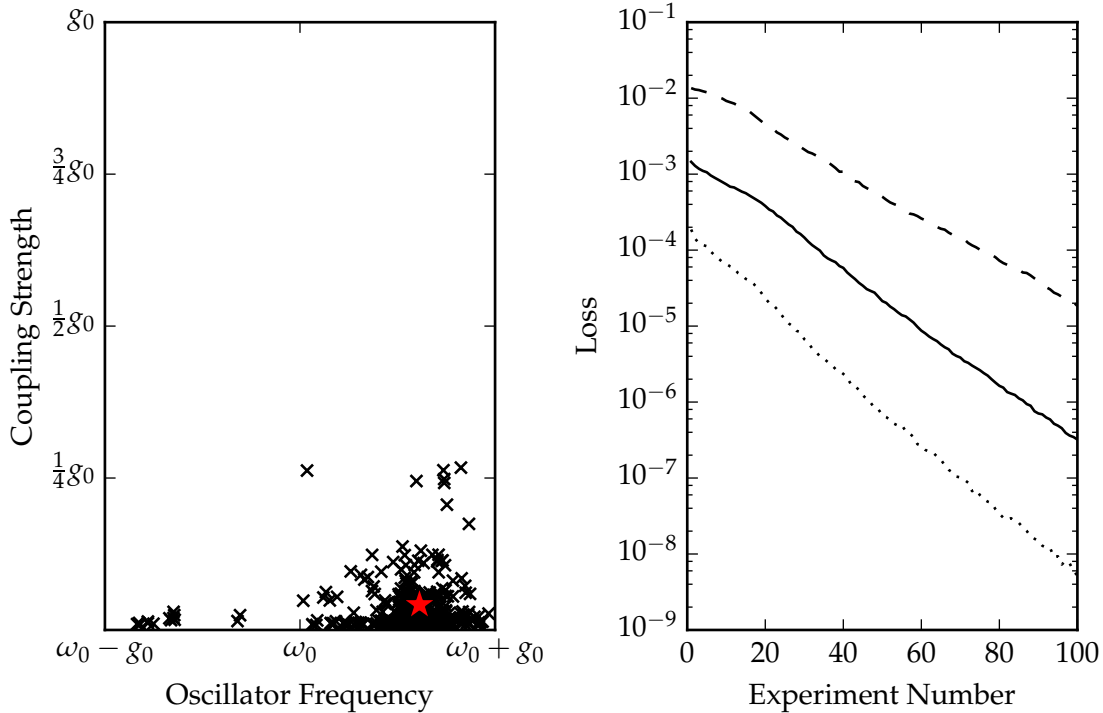 g₀
¾g₀
½g₀
¼g₀
Coupling Strength
ω₀ − g₀
ω₀
ω₀ + g₀
Oscillator Frequency
10⁻¹
10⁻²
10⁻³
10⁻⁴
10⁻⁵
10⁻⁶
10⁻⁷
10⁻⁸
10⁻⁹
Loss
0
20
40
60
80
100
Experiment Number